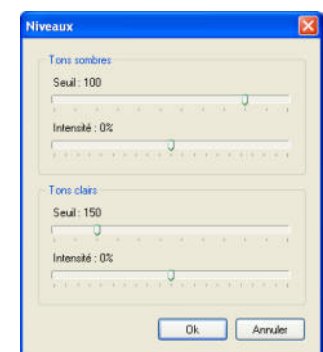 Niveaux
Tons sombres
Seuil : 100
Intensité : 0%
Tons clairs
Seuil : 150
Intensité : 0%
Ok
Annuler